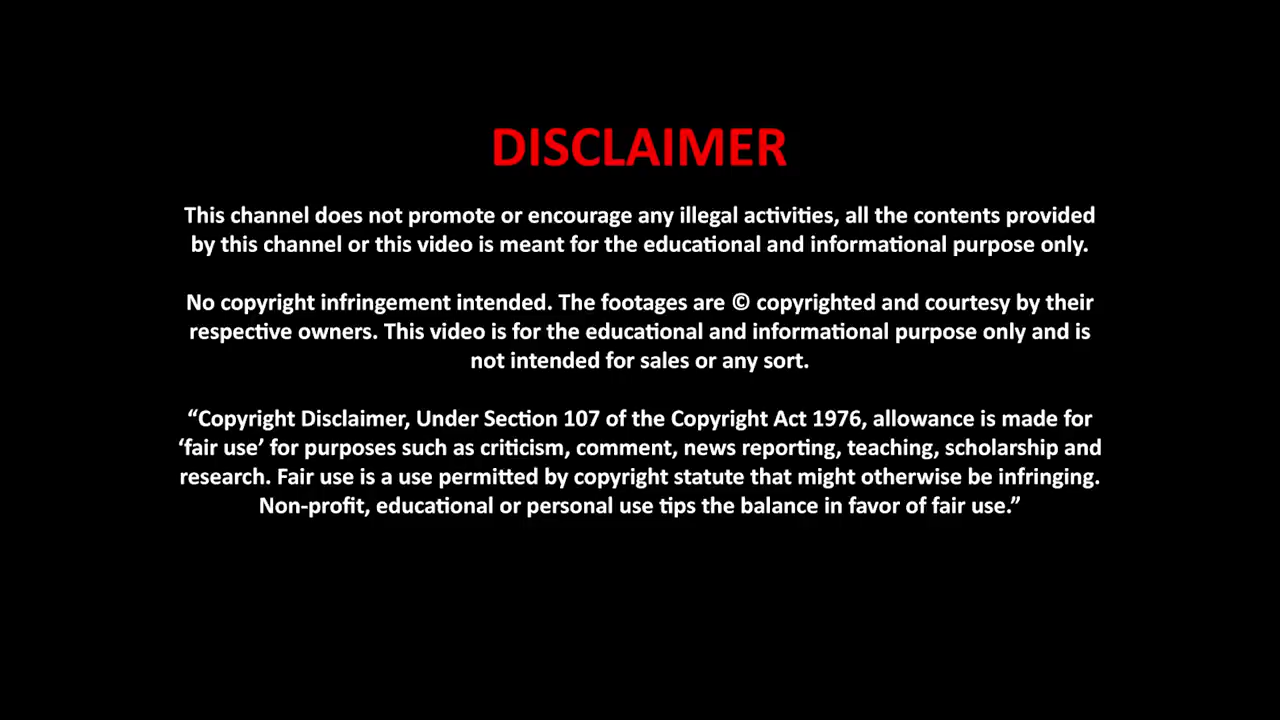 DISCLAIMER
This channel does not promote or encourage any illegal activities, all the contents provided
by this channel or this video is meant for the educational and informational purpose only.
No copyright infringement intended. The footages are © copyrighted and courtesy by their
respective owners. This video is for the educational and informational purpose only and is
not intended for sales or any sort.
“Copyright Disclaimer, Under Section 107 of the Copyright Act 1976, allowance is made for
‘fair use’ for purposes such as criticism, comment, news reporting, teaching, scholarship and
research. Fair use is a use permitted by copyright statute that might otherwise be infringing.
Non-profit, educational or personal use tips the balance in favor of fair use.”